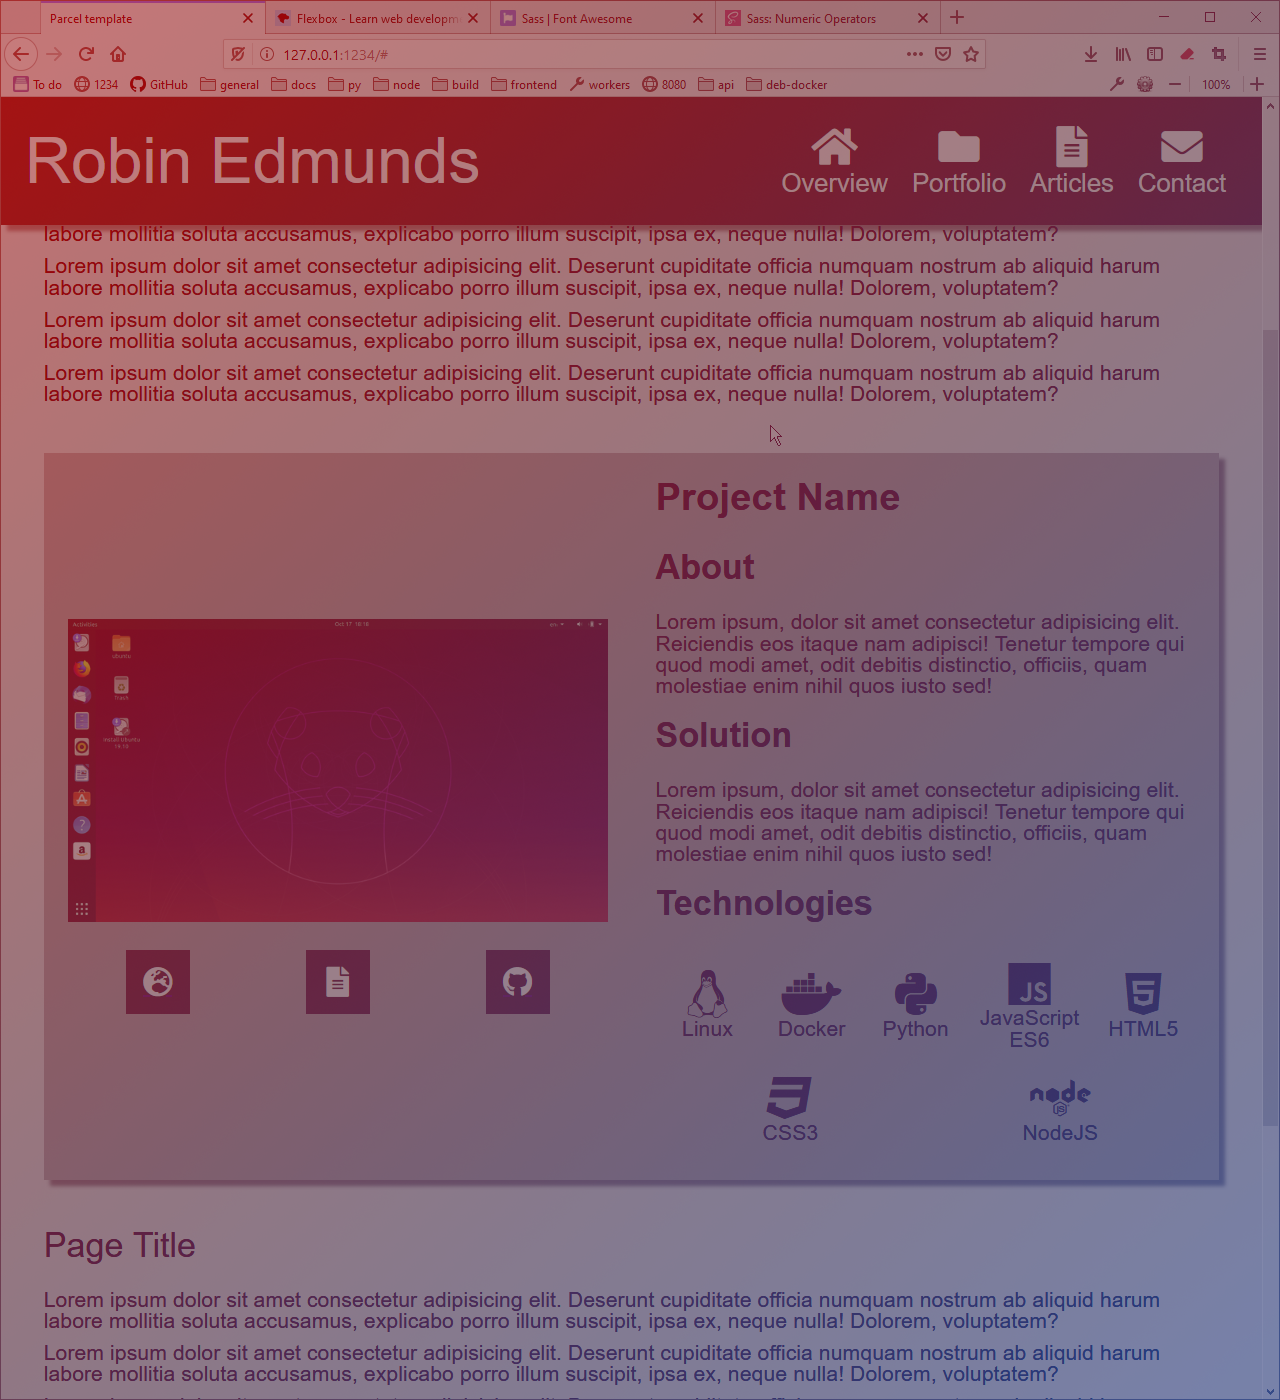 Parcel template
Flexbox - Learn web developm
Sass | Font Awesome
Sass: Numeric Operators
127.0.0.1:1234/#
To do
1234
GitHub
general
docs
py
node
build
frontend
workers
8080
api
deb-docker
100%
Robin Edmunds
Overview
Portfolio
Articles
Contact
labore mollitia soluta accusamus, explicabo porro illum suscipit, ipsa ex, neque nulla! Dolorem, voluptatem?
Lorem ipsum dolor sit amet consectetur adipisicing elit. Deserunt cupiditate officia numquam nostrum ab aliquid harum
labore mollitia soluta accusamus, explicabo porro illum suscipit, ipsa ex, neque nulla! Dolorem, voluptatem?
Lorem ipsum dolor sit amet consectetur adipisicing elit. Deserunt cupiditate officia numquam nostrum ab aliquid harum
labore mollitia soluta accusamus, explicabo porro illum suscipit, ipsa ex, neque nulla! Dolorem, voluptatem?
Lorem ipsum dolor sit amet consectetur adipisicing elit. Deserunt cupiditate officia numquam nostrum ab aliquid harum
labore mollitia soluta accusamus, explicabo porro illum suscipit, ipsa ex, neque nulla! Dolorem, voluptatem?
Activities
Oct 17 18:18
ubuntu
Trash
Install Ubuntu
19.10
Project Name
About
Lorem ipsum, dolor sit amet consectetur adipisicing elit.
Reiciendis eos itaque nam adipisci! Tenetur tempore qui
quod modi amet, odit debitis distinctio, officiis, quam
molestiae enim nihil quos iusto sed!
Solution
Lorem ipsum, dolor sit amet consectetur adipisicing elit.
Reiciendis eos itaque nam adipisci! Tenetur tempore qui
quod modi amet, odit debitis distinctio, officiis, quam
molestiae enim nihil quos iusto sed!
Technologies
Linux
Docker
Python
JS
JavaScript
ES6
HTML5
CSS3
node
JS
NodeJS
Page Title
Lorem ipsum dolor sit amet consectetur adipisicing elit. Deserunt cupiditate officia numquam nostrum ab aliquid harum
labore mollitia soluta accusamus, explicabo porro illum suscipit, ipsa ex, neque nulla! Dolorem, voluptatem?
Lorem ipsum dolor sit amet consectetur adipisicing elit. Deserunt cupiditate officia numquam nostrum ab aliquid harum
labore mollitia soluta accusamus, explicabo porro illum suscipit, ipsa ex, neque nulla! Dolorem, voluptatem?